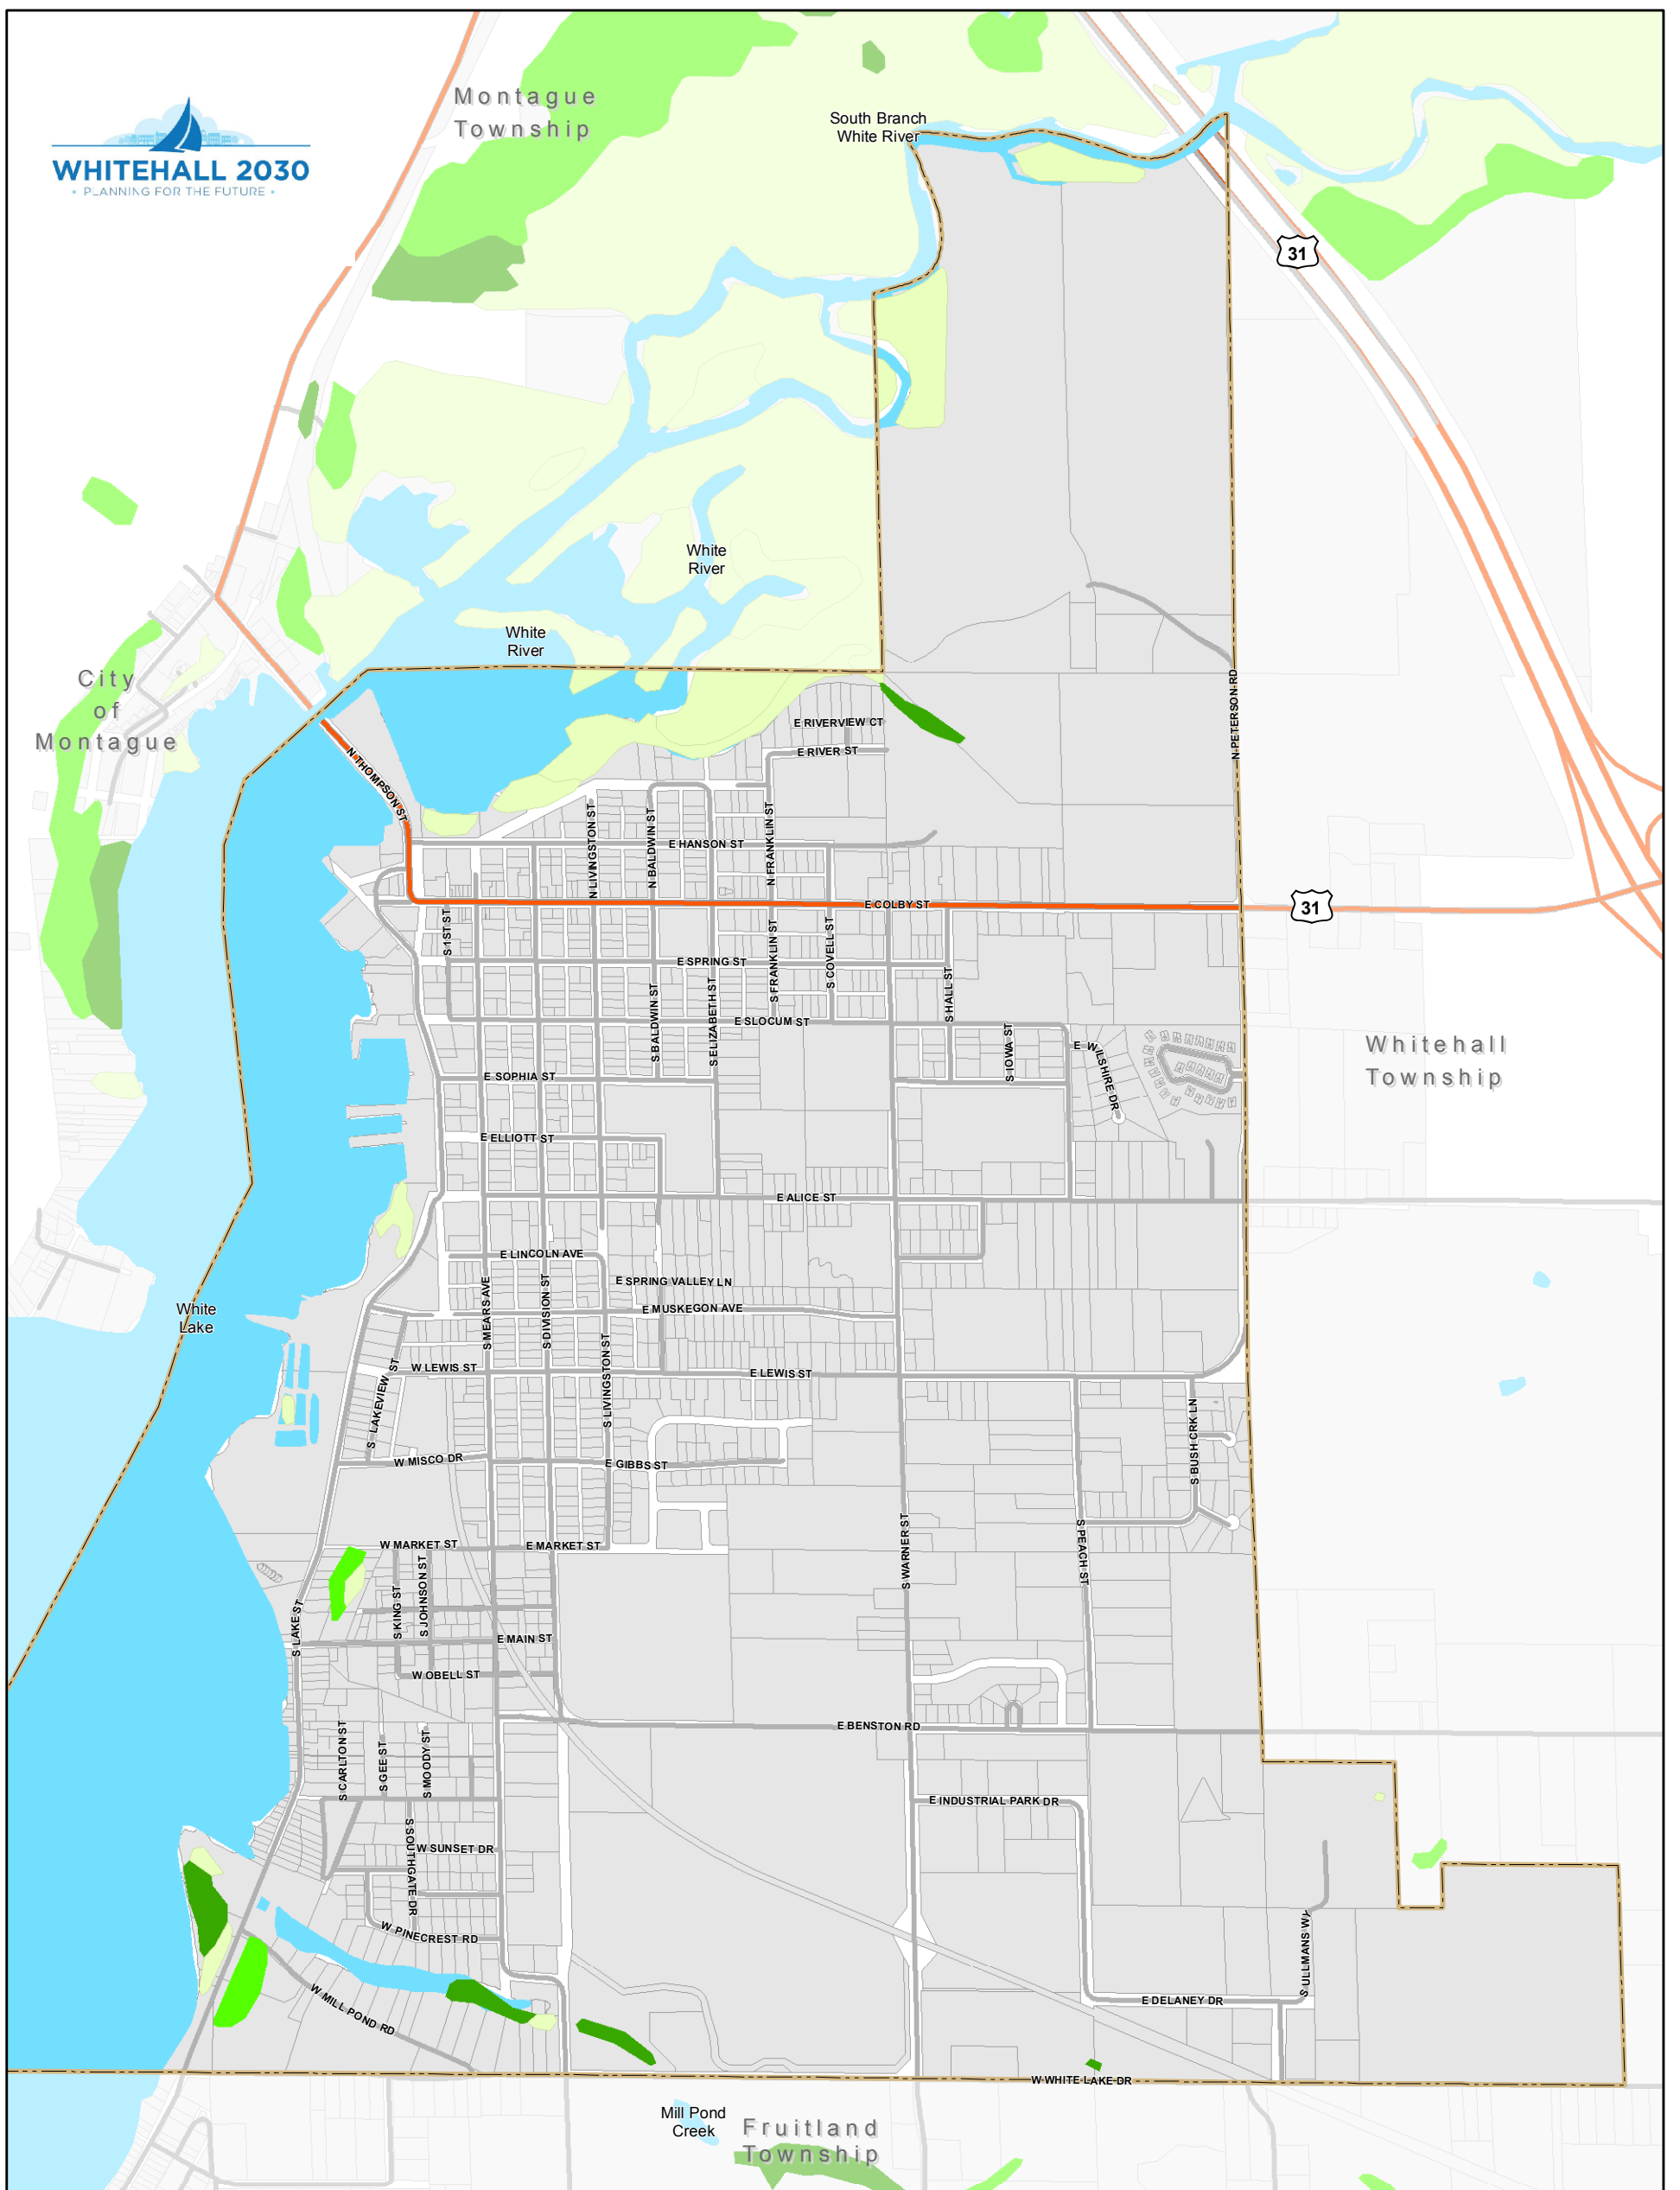 Montague
Township
South Branch
White River
WHITEHALL 2030
• PLANNING FOR THE FUTURE •
31
White
River
White
River
City
of
Montague
N PETERSON RD
E RIVERVIEW CT
E RIVER ST
N THOMPSON ST
N LIVINGSTON ST
N BALDWIN ST
N FRANKLIN ST
E HANSON ST
E COLBY ST
31
S 1ST ST
E SPRING ST
S FRANKLIN ST
S COVELL ST
S HALL ST
S BALDWIN ST
S ELIZABETH ST
E SLOCUM ST
S IOWA ST
E WILSHIRE DR
Whitehall
Township
E SOPHIA ST
E ELLIOTT ST
E ALICE ST
E LINCOLN AVE
E SPRING VALLEY LN
S MEARS AVE
S DIVISION ST
E MUSKEGON AVE
White
Lake
S LIVINGSTON ST
W LEWIS ST
E LEWIS ST
S LAKEVIEW ST
S BUSH CRK LN
W MISCO DR
E GIBBS ST
S WARNER ST
S PEACH ST
W MARKET ST
E MARKET ST
S KING ST
S JOHNSON ST
S LAKE ST
E MAIN ST
W OBELL ST
E BENSTON RD
S CARLTON ST
S GEE ST
S MOODY ST
E INDUSTRIAL PARK DR
S SOUTHGATE DR
W SUNSET DR
W PINECREST RD
S ULLMANS WY
W MILL POND RD
E DELANEY DR
W WHITE LAKE DR
Mill Pond
Creek
Fruitland
Township